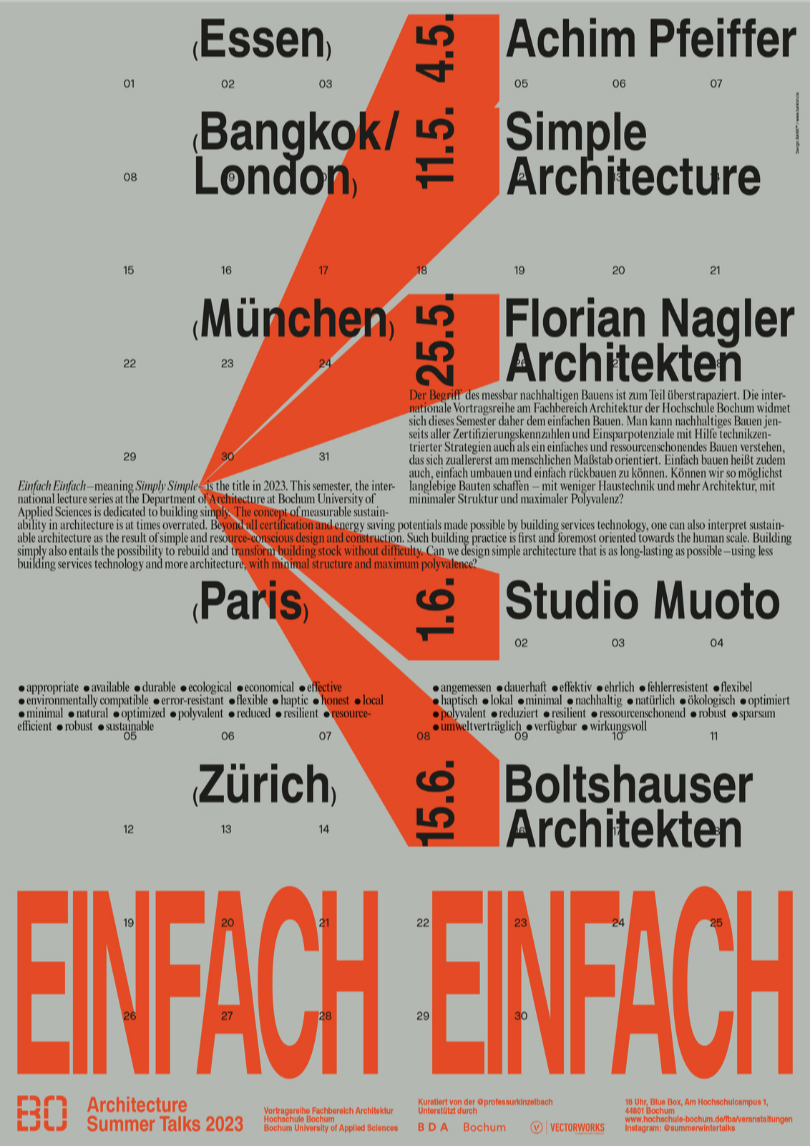 (Essen) 4.5. Achim Pfeiffer
01 02 03 05 06 07
(Bangkok/ 11.5. Simple
London) Architecture
08
15 16 17 18 19 20 21
(München) 25.5. Florian Nagler
Architekten
22 23 24
Der Begriff des messbar nachhaltigen Bauens ist zum Teil überstrapaziert. Die inter-
nationale Vortragsreihe am Fachbereich Architektur der Hochschule Bochum widmet
sich dieses Semester daher dem einfachen Bauen. Man kann nachhaltiges Bauen jen-
seits aller Zertifizierungskennzahlen und Einsparpotenziale mit Hilfe technikzen-
trierter Strategien auch als ein einfaches und ressourcenschonendes Bauen verstehen,
das sich zuallererst am menschlichen Maßstab orientiert. Einfach bauen heißt zudem
auch, einfach umbauen und einfach rückbauen zu können. Können wir so möglichst
langlebige Bauten schaffen – mit weniger Haustechnik und mehr Architektur, mit
minimaler Struktur und maximaler Polyvalenz?
29 30 31
Einfach Einfach—meaning Simply Simple—is the title in 2023. This semester, the inter-
national lecture series at the Department of Architecture at Bochum University of
Applied Sciences is dedicated to building simply. The concept of measurable sustain-
ability in architecture is at times overrated. Beyond all certification and energy saving potentials made possible by building services technology, one can also interpret sustain-
able architecture as the result of simple and resource-conscious design and construction. Such building practice is first and foremost oriented towards the human scale. Building
simply also entails the possibility to rebuild and transform building stock without difficulty. Can we design simple architecture that is as long-lasting as possible—using less
building services technology and more architecture, with minimal structure and maximum polyvalence?
(Paris) 1.6. Studio Muoto
02 03 04
● appropriate ● available ● durable ● ecological ● economical ● effective
● environmentally compatible ● error-resistant ● flexible ● haptic ● honest ● local
● minimal ● natural ● optimized ● polyvalent ● reduced ● resilient ● resource-
efficient ● robust ● sustainable
● angemessen ● dauerhaft ● effektiv ● ehrlich ● fehlerresistent ● flexibel
● haptisch ● lokal ● minimal ● nachhaltig ● natürlich ● ökologisch ● optimiert
● polyvalent ● reduziert ● resilient ● ressourcenschonend ● robust ● sparsam
● umweltverträglich ● verfügbar ● wirkungsvoll
05 06 07 08 09 10 11
(Zürich) 15.6. Boltshauser
Architekten
12 13 14
EINFACH EINFACH
19 20 21 22 23 24 25
26 27 28 29 30
BO
Architecture
Summer Talks 2023
Vortragsreihe Fachbereich Architektur
Hochschule Bochum
Bochum University of Applied Sciences
Kuratiert von der @professurkinzelbach
Unterstützt durch
BDA Bochum
VECTORWORKS
18 Uhr, Blue Box, Am Hochschulcampus 1,
44801 Bochum
www.hochschule-bochum.de/fba/veranstaltungen
Instagram: @summerwintertalks